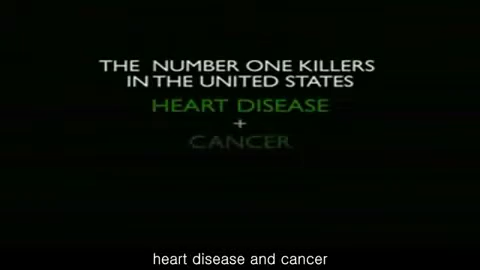 THE NUMBER ONE KILLERS
IN THE UNITED STATES
HEART DISEASE
+
CANCER
heart disease and cancer